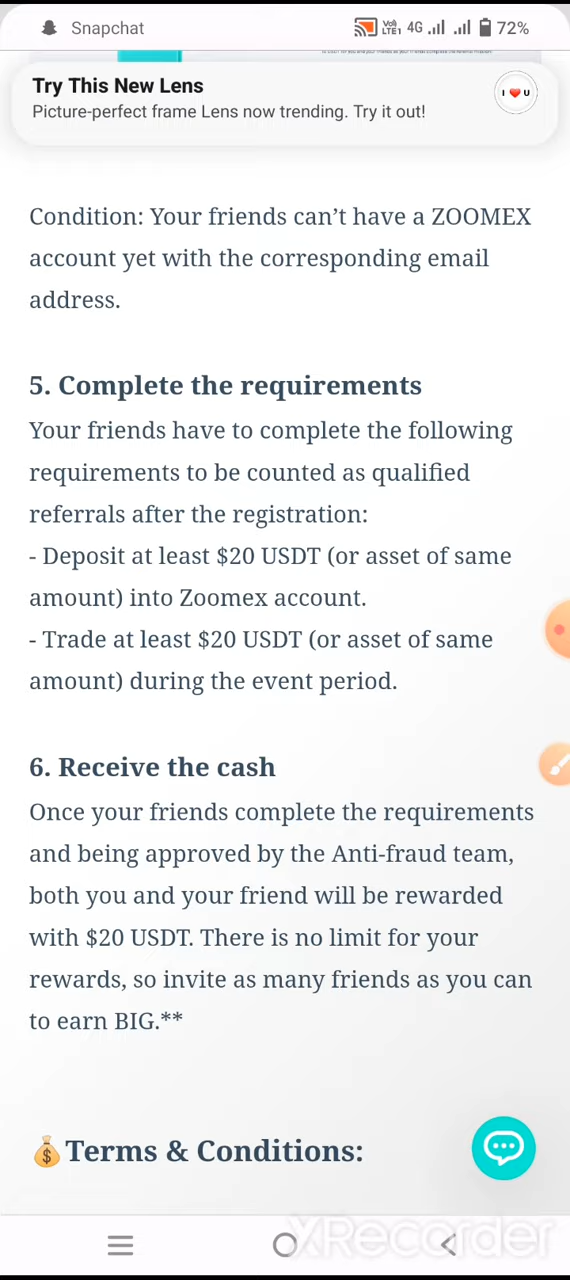 Snapchat
Vo) LTE1 4G 72%
Try This New Lens
Picture-perfect frame Lens now trending. Try it out!
I ❤️ U
Condition: Your friends can’t have a ZOOMEX
account yet with the corresponding email
address.
5. Complete the requirements
Your friends have to complete the following
requirements to be counted as qualified
referrals after the registration:
- Deposit at least $20 USDT (or asset of same
amount) into Zoomex account.
- Trade at least $20 USDT (or asset of same
amount) during the event period.
6. Receive the cash
Once your friends complete the requirements
and being approved by the Anti-fraud team,
both you and your friend will be rewarded
with $20 USDT. There is no limit for your
rewards, so invite as many friends as you can
to earn BIG.**
💰Terms & Conditions:
XRecorder